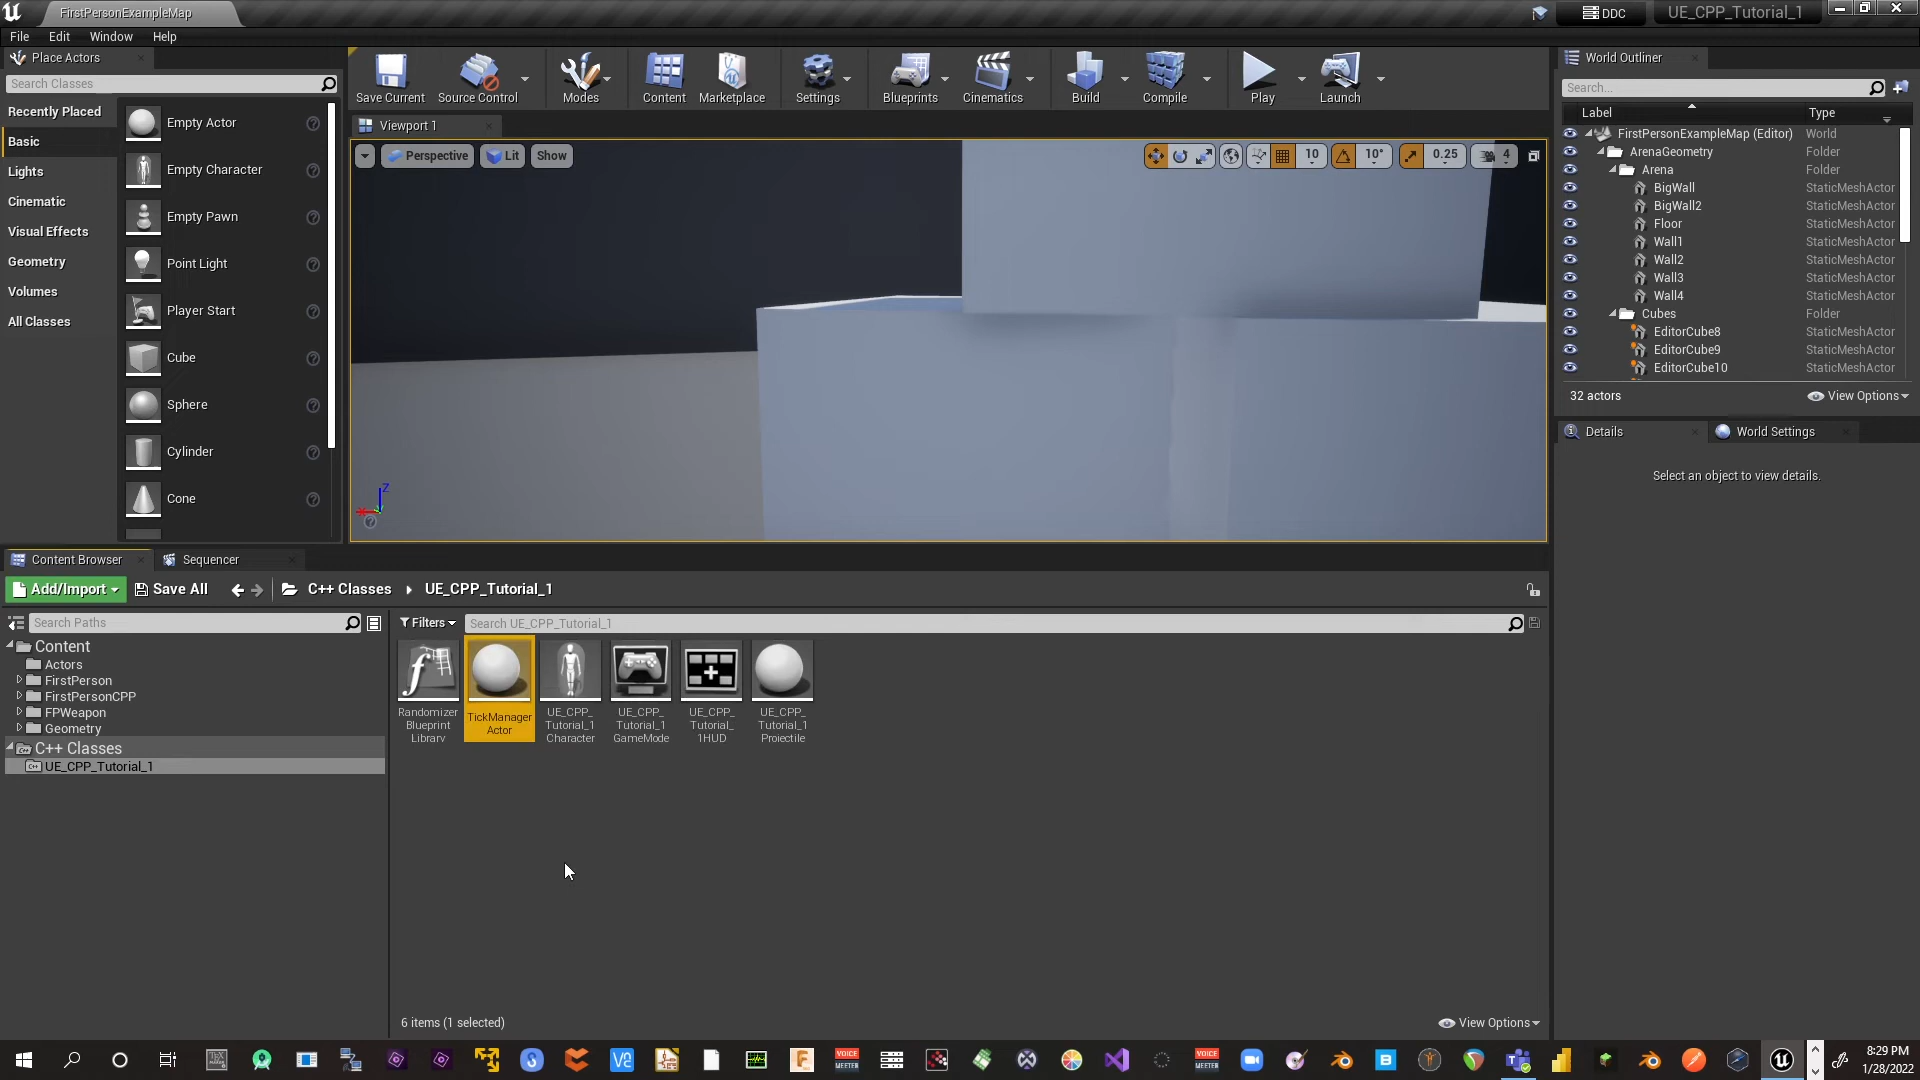 FirstPersonExampleMap
DDC
UE_CPP_Tutorial_1
File Edit Window Help
Place Actors
Search Classes
Recently Placed
Basic
Lights
Cinematic
Visual Effects
Geometry
Volumes
All Classes
Empty Actor
Empty Character
Empty Pawn
Point Light
Player Start
Cube
Sphere
Cylinder
Cone
Save Current
Source Control
Modes
Content
Marketplace
Settings
Blueprints
Cinematics
Build
Compile
Play
Launch
Viewport 1
Perspective
Lit
Show
10
10°
0.25
4
Z
World Outliner
Search...
Label Type
FirstPersonExampleMap (Editor) World
ArenaGeometry Folder
Arena Folder
BigWall StaticMeshActor
BigWall2 StaticMeshActor
Floor StaticMeshActor
Wall1 StaticMeshActor
Wall2 StaticMeshActor
Wall3 StaticMeshActor
Wall4 StaticMeshActor
Cubes Folder
EditorCube8 StaticMeshActor
EditorCube9 StaticMeshActor
EditorCube10 StaticMeshActor
32 actors
View Options
Details
World Settings
Select an object to view details.
Content Browser
Sequencer
Add/Import
Save All
C++ Classes
UE_CPP_Tutorial_1
Search Paths
Content
Actors
FirstPerson
FirstPersonCPP
FPWeapon
Geometry
C++ Classes
UE_CPP_Tutorial_1
Filters
Search UE_CPP_Tutorial_1
Randomizer
Blueprint
Library
TickManager
Actor
UE_CPP_
Tutorial_1
Character
UE_CPP_
Tutorial_1
GameMode
UE_CPP_
Tutorial_
1HUD
UE_CPP_
Tutorial_1
Projectile
6 items (1 selected)
View Options
VOICE
MEETER
VOICE
MEETER
8:29 PM
1/28/2022